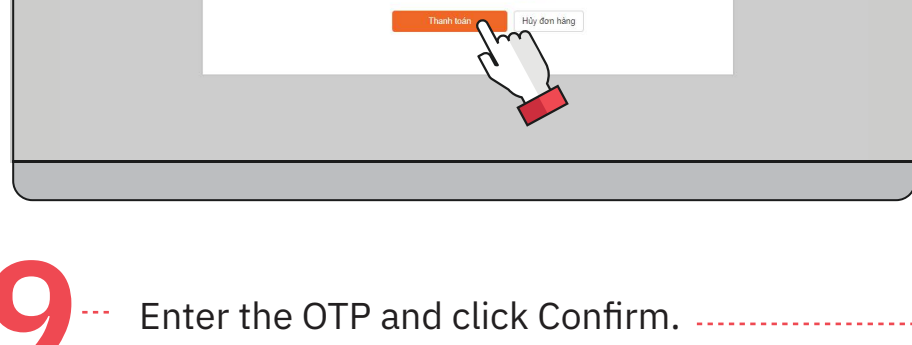 Thanh toán
Hủy đơn hàng
9
Enter the OTP and click Confirm.